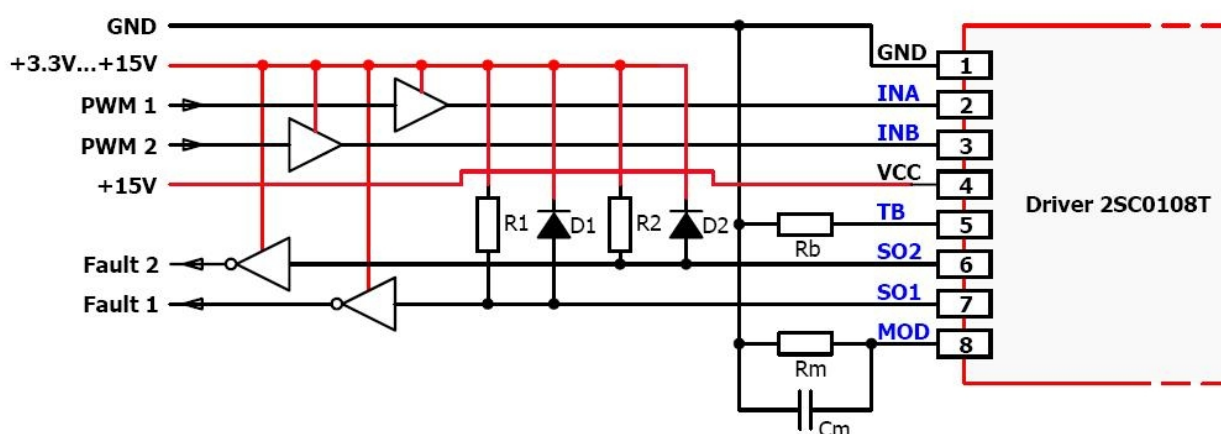 GND
+3.3V...+15V
PWM 1
PWM 2
+15V
Fault 2
Fault 1
R1
D1
R2
D2
Rb
Rm
Cm
GND
INA
INB
VCC
TB
SO2
SO1
MOD
1
2
3
4
5
6
7
8
Driver 2SC0108T